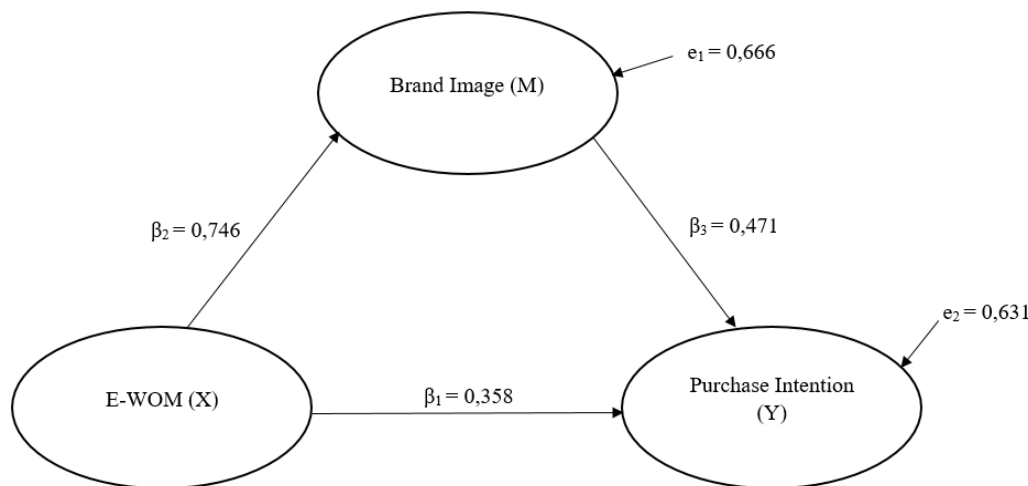 e₁ = 0,666
Brand Image (M)
β₂ = 0,746
β₃ = 0,471
e₂ = 0,631
E-WOM (X)
β₁ = 0,358
Purchase Intention
(Y)